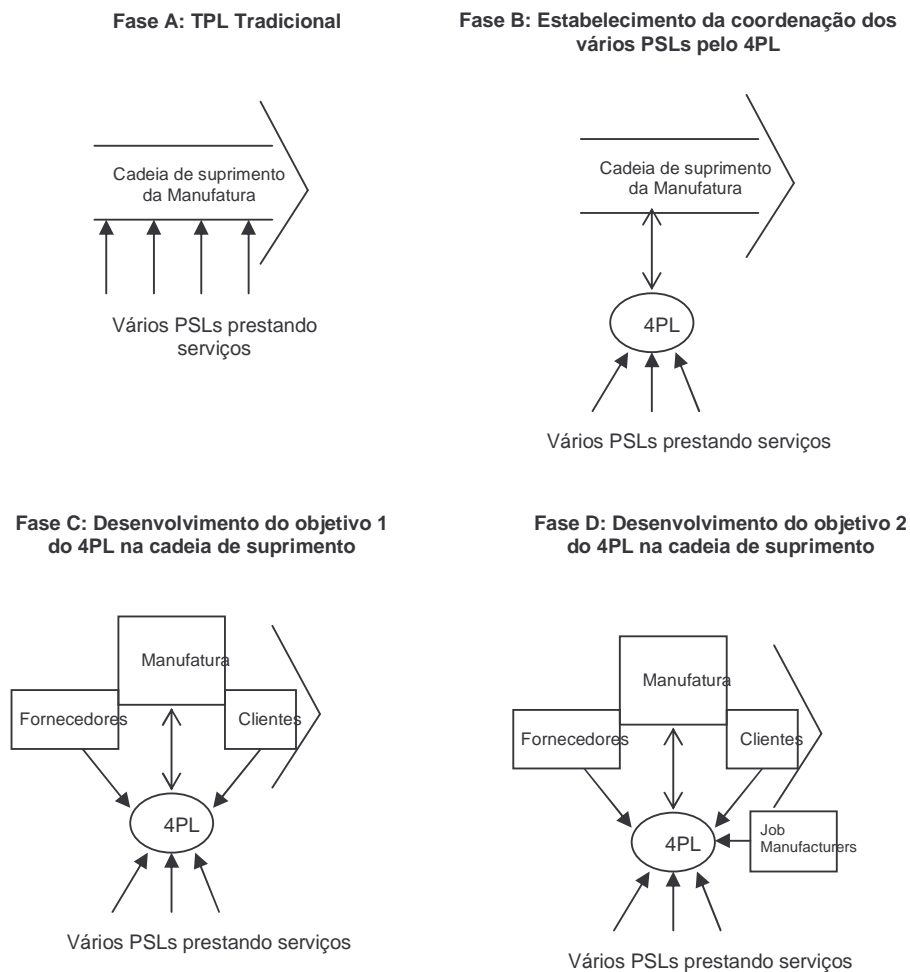 Fase A: TPL Tradicional
Cadeia de suprimento
da Manufatura
Vários PSLs prestando
serviços
Fase B: Estabelecimento da coordenação dos
vários PSLs pelo 4PL
Cadeia de suprimento
da Manufatura
4PL
Vários PSLs prestando serviços
Fase C: Desenvolvimento do objetivo 1
do 4PL na cadeia de suprimento
Manufatura
Fornecedores
Clientes
4PL
Vários PSLs prestando serviços
Fase D: Desenvolvimento do objetivo 2
do 4PL na cadeia de suprimento
Manufatura
Fornecedores
Clientes
4PL
Job
Manufacturers
Vários PSLs prestando serviços